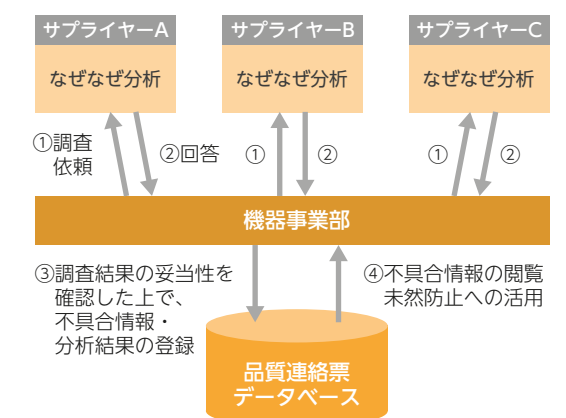 サプライヤーA
サプライヤーB
サプライヤーC
なぜなぜ分析
なぜなぜ分析
なぜなぜ分析
①調査
依頼
②回答
①
②
①
②
機器事業部
③調査結果の妥当性を
確認した上で、
不具合情報・
分析結果の登録
④不具合情報の閲覧
未然防止への活用
品質連絡票
データベース